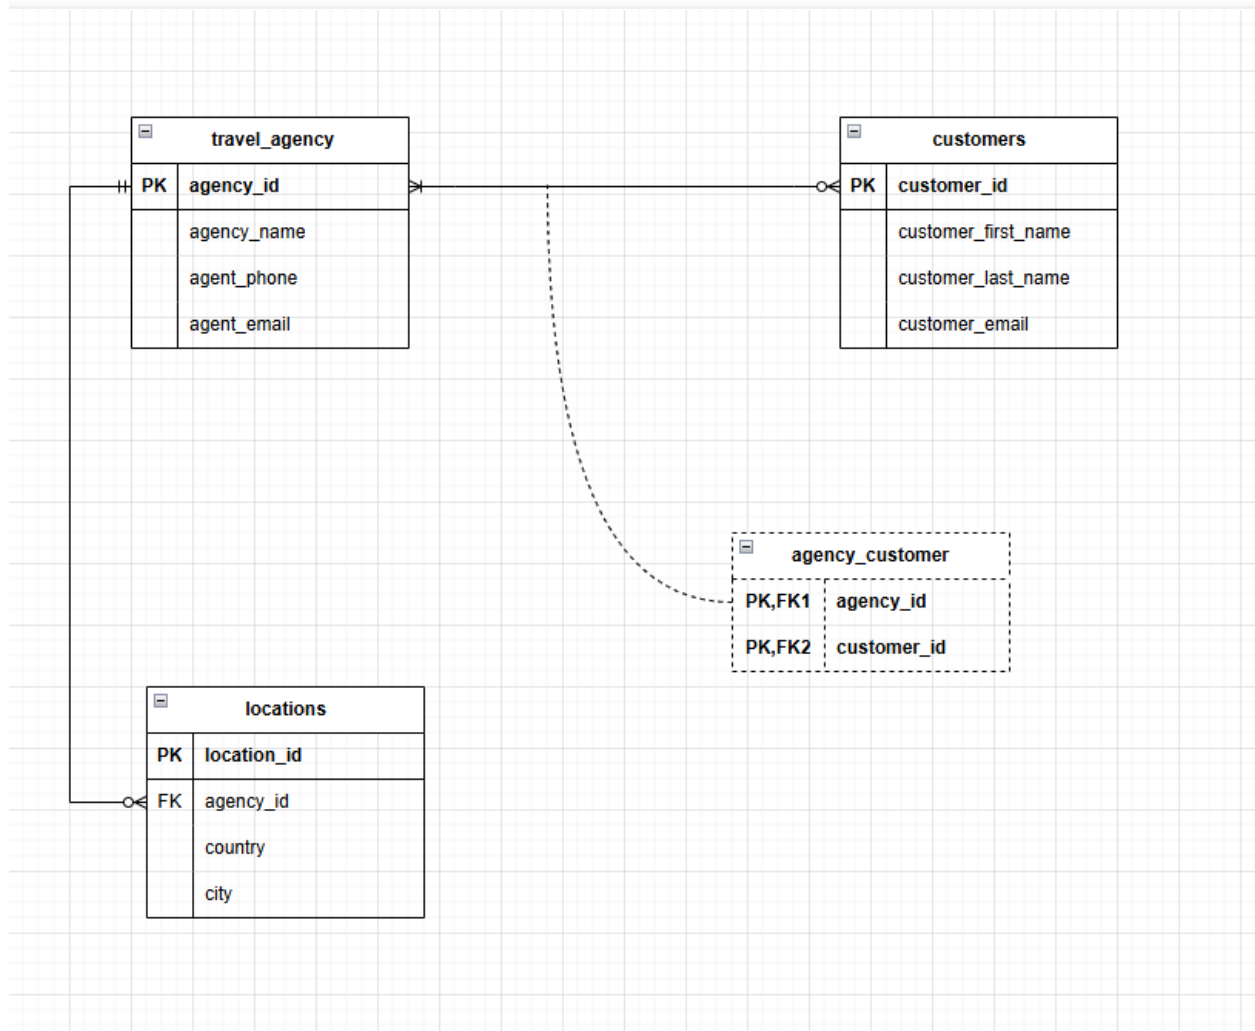 travel_agency
PK agency_id
agency_name
agent_phone
agent_email
customers
PK customer_id
customer_first_name
customer_last_name
customer_email
agency_customer
PK,FK1 agency_id
PK,FK2 customer_id
locations
PK location_id
FK agency_id
country
city